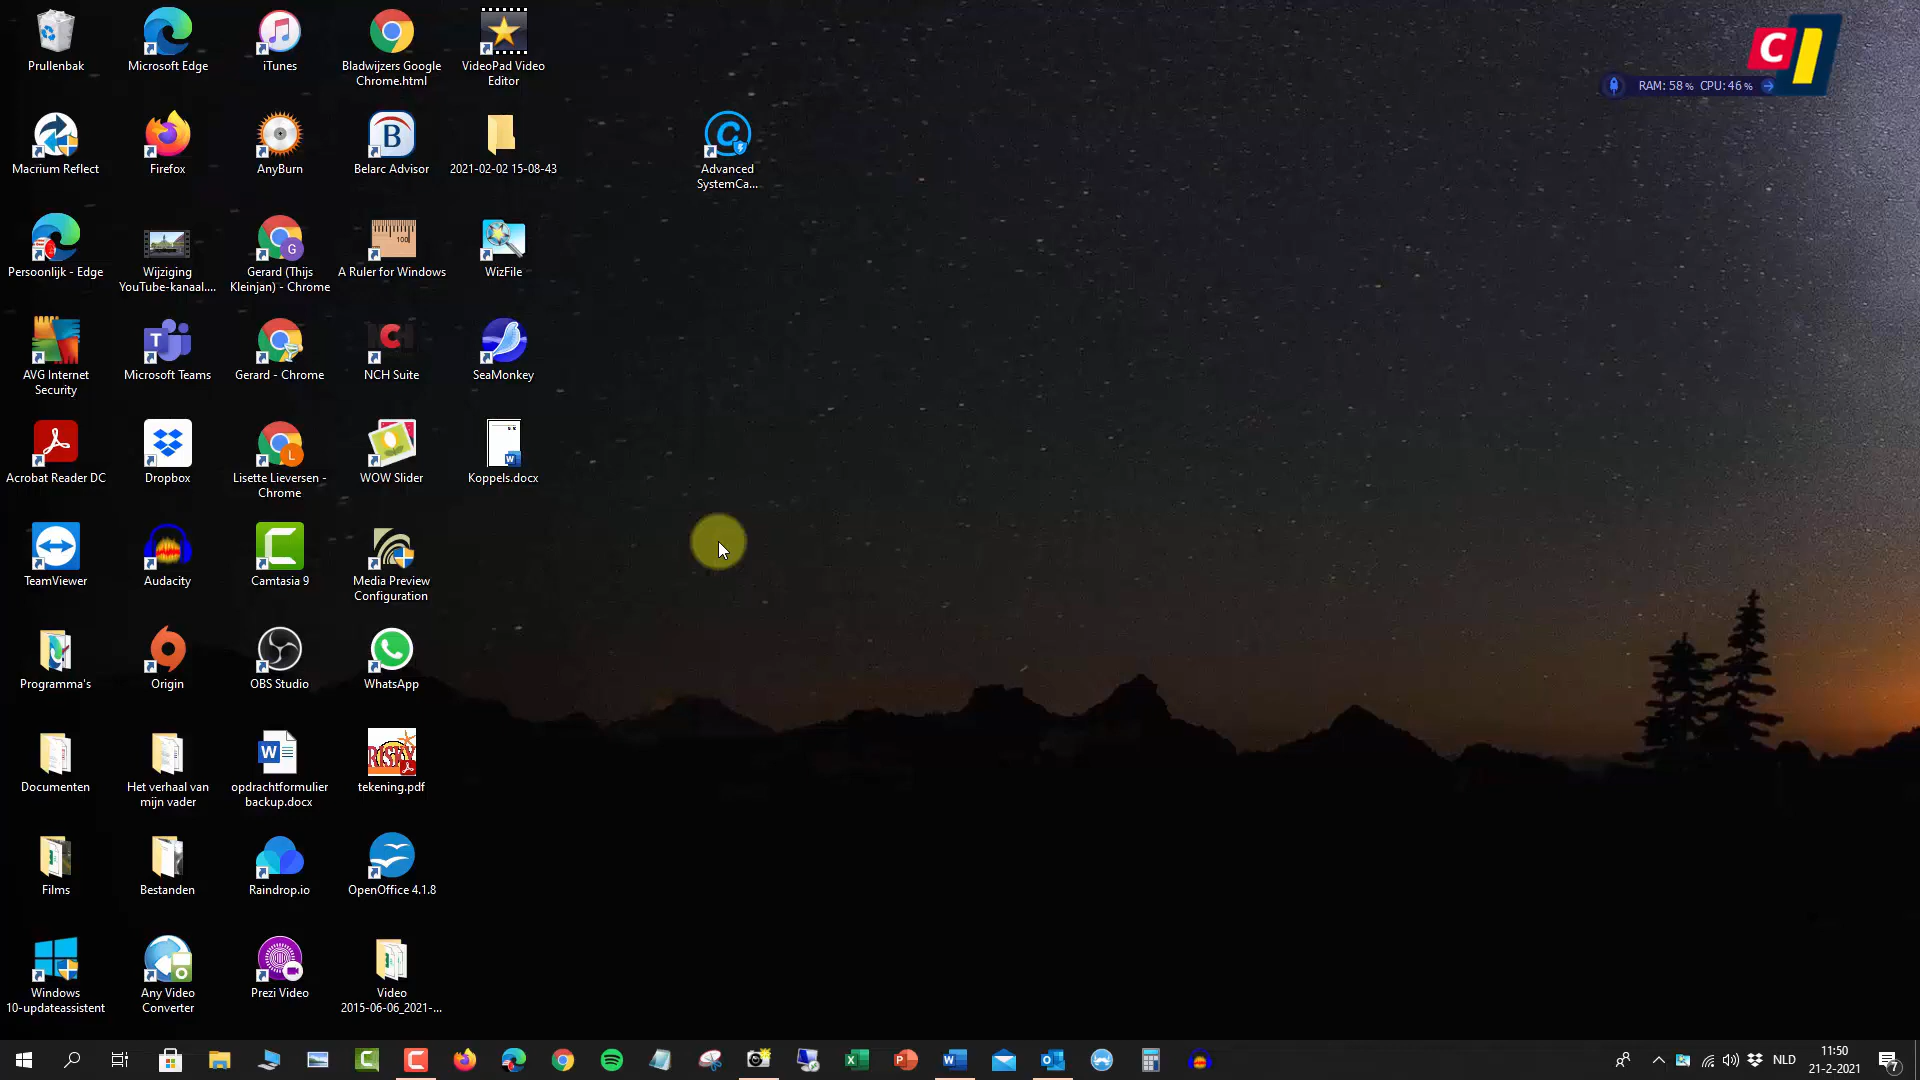 Prullenbak
Microsoft Edge
iTunes
Bladwijzers Google
Chrome.html
VideoPad Video
Editor
RAM: 58 % CPU: 46 %
Macrium Reflect
Firefox
AnyBurn
Belarc Advisor
2021-02-02 15-08-43
Advanced
SystemCa...
Persoonlijk - Edge
Wijziging
YouTube-kanaal....
Gerard (Thijs
Kleinjan) - Chrome
A Ruler for Windows
WizFile
AVG Internet
Security
Microsoft Teams
Gerard - Chrome
NCH Suite
SeaMonkey
Acrobat Reader DC
Dropbox
Lisette Lieversen -
Chrome
WOW Slider
Koppels.docx
TeamViewer
Audacity
Camtasia 9
Media Preview
Configuration
Programma's
Origin
OBS Studio
WhatsApp
Documenten
Het verhaal van
mijn vader
opdrachtformulier
backup.docx
RISKY
tekening.pdf
Films
Bestanden
Raindrop.io
OpenOffice 4.1.8
Windows
10-updateassistent
Any Video
Converter
Prezi Video
Video
2015-06-06_2021-...
NLD
11:50
21-2-2021
7